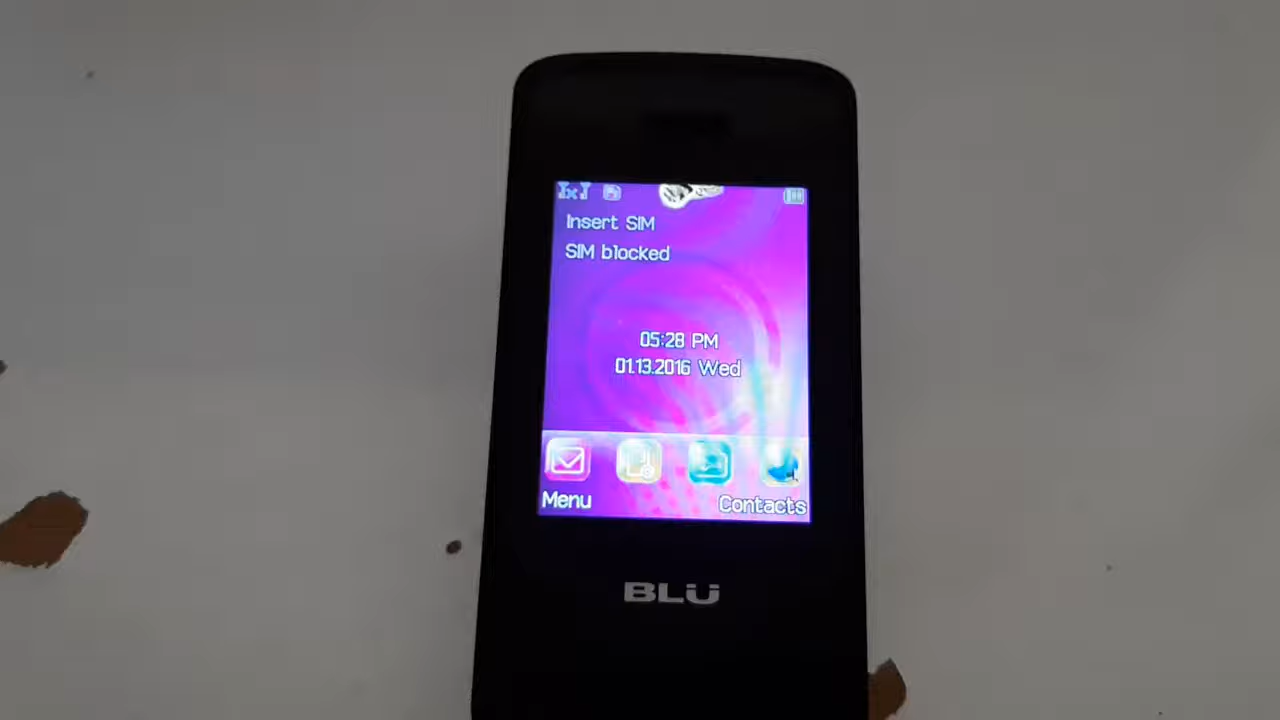 Insert SIM
SIM blocked
05:28 PM
01.13.2016 Wed
Menu
Contacts
BLU